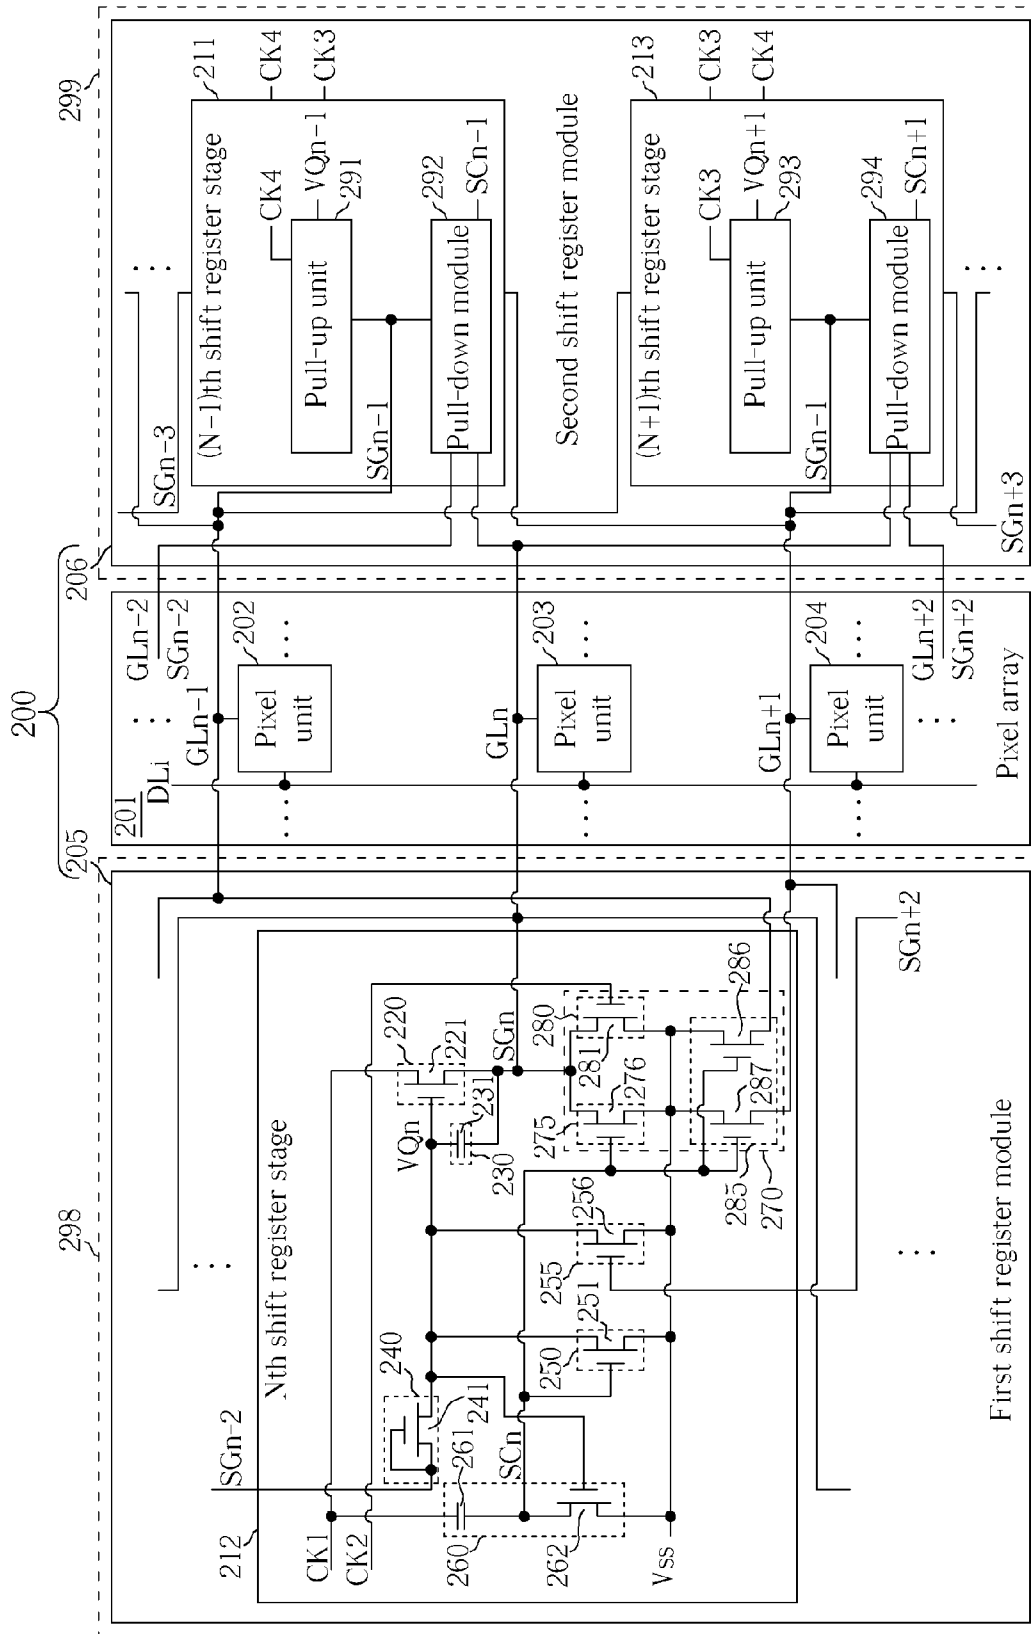 200
298
205
First shift register module
212
Nth shift register stage
SGn-2
CK1
CK2
240
241
261
SCn
260
262
Vss
250
251
255
256
VQn
230
231
220
221
SGn
275
276
280
281
285
287
286
270
SGn+2
201
Pixel array
DLi
GLn-2
SGn-2
GLn-1
202
Pixel
unit
GLn
203
Pixel
unit
GLn+1
204
Pixel
unit
GLn+2
SGn+2
206
299
Second shift register module
SGn-3
211
(N-1)th shift register stage
CK4
CK3
CK4
VQn-1
291
Pull-up unit
SGn-1
292
Pull-down module
SCn-1
213
(N+1)th shift register stage
CK3
CK4
CK3
VQn+1
293
Pull-up unit
SGn-1
294
Pull-down module
SCn+1
SGn+3